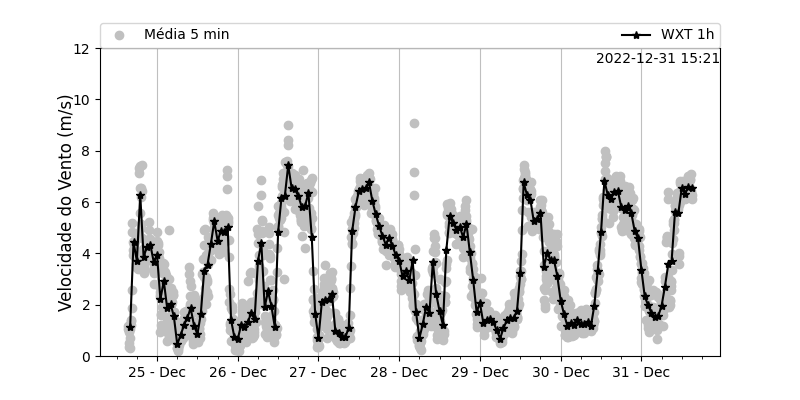 Média 5 min WXT 1h
2022-12-31 15:21
Velocidade do Vento (m/s)
12
10
8
6
4
2
0
25 - Dec 26 - Dec 27 - Dec 28 - Dec 29 - Dec 30 - Dec 31 - Dec